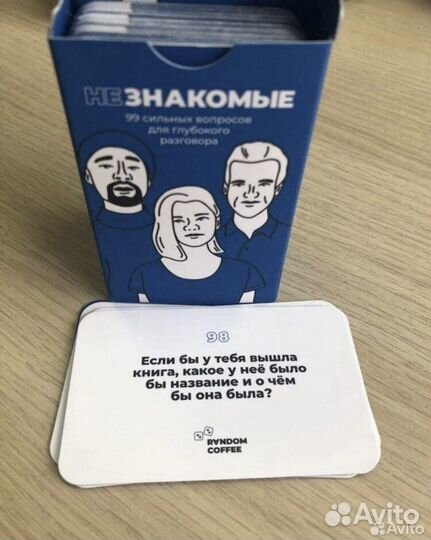 НЕЗНАКОМЫЕ
99 сильных вопросов
для глубокого
разговора
98
Если бы у тебя вышла
книга, какое у неё было
бы название и о чём
бы она была?
RANDOM
COFFEE
Avito
Avito